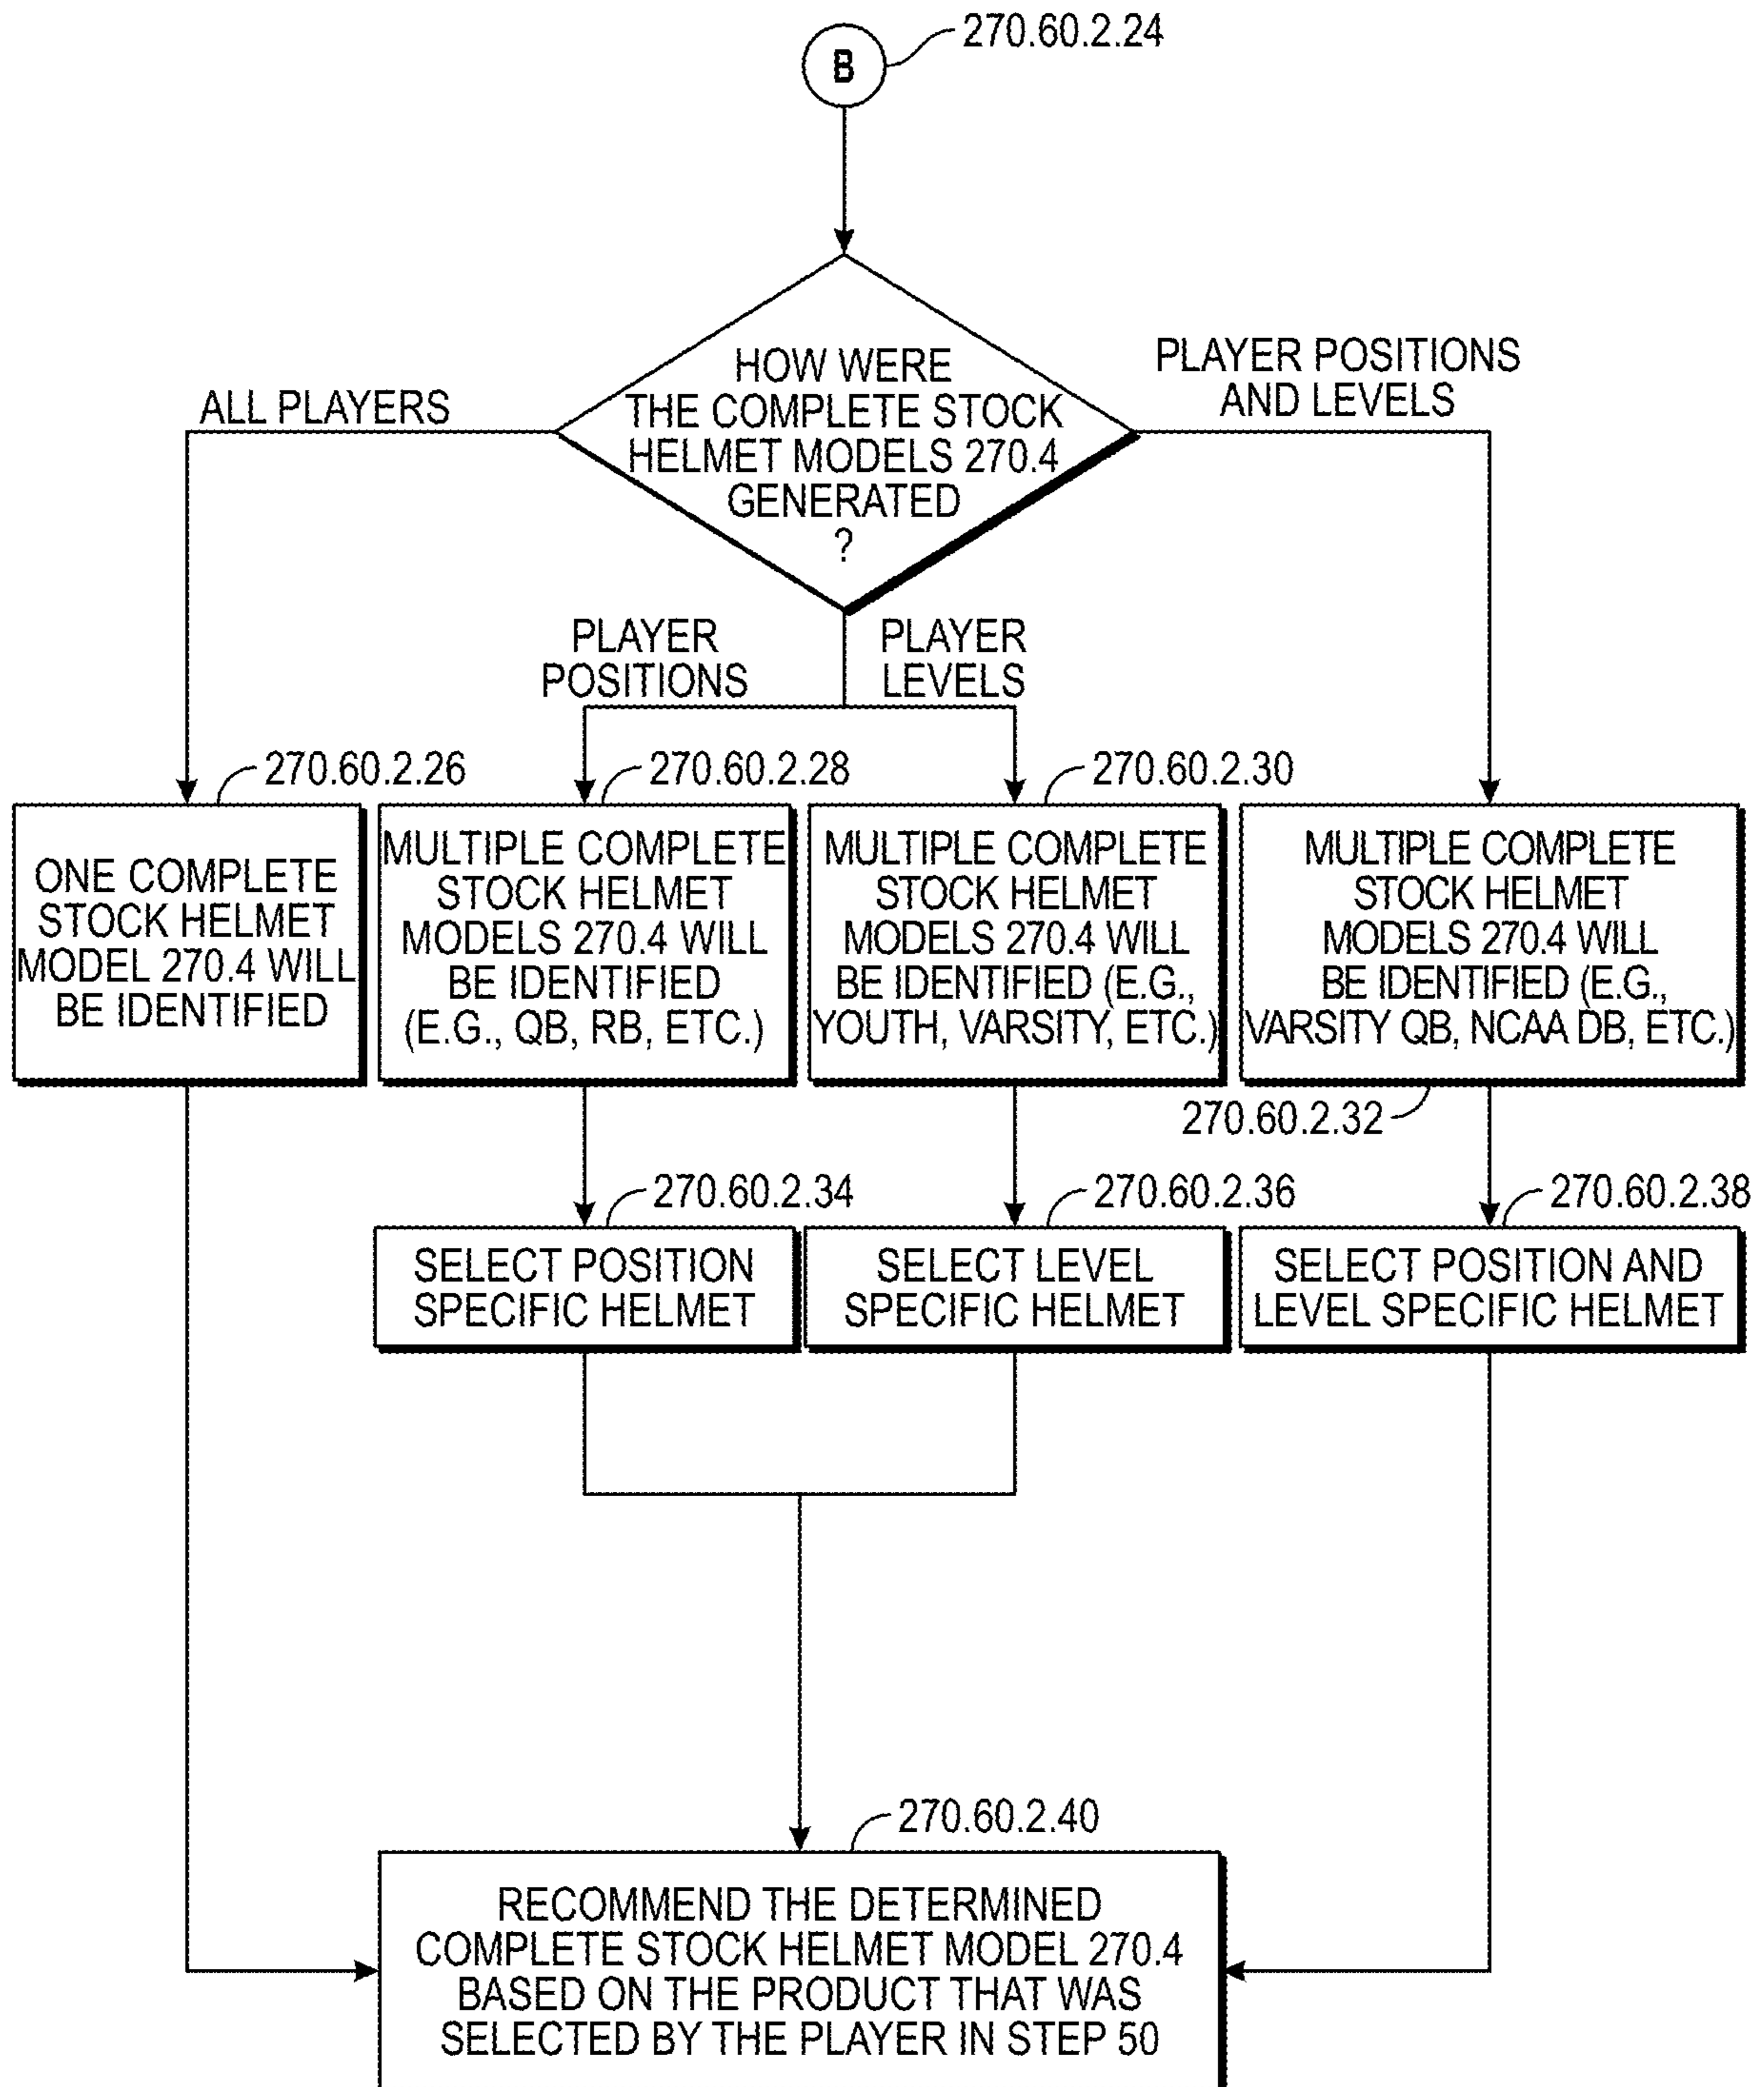 B
270.60.2.24
HOW WERE
THE COMPLETE STOCK
HELMET MODELS 270.4
GENERATED
?
ALL PLAYERS
PLAYER POSITIONS
AND LEVELS
PLAYER
POSITIONS
PLAYER
LEVELS
270.60.2.26
ONE COMPLETE
STOCK HELMET
MODEL 270.4 WILL
BE IDENTIFIED
270.60.2.28
MULTIPLE COMPLETE
STOCK HELMET
MODELS 270.4 WILL
BE IDENTIFIED
(E.G., QB, RB, ETC.)
270.60.2.30
MULTIPLE COMPLETE
STOCK HELMET
MODELS 270.4 WILL
BE IDENTIFIED (E.G.,
YOUTH, VARSITY, ETC.)
MULTIPLE COMPLETE
STOCK HELMET
MODELS 270.4 WILL
BE IDENTIFIED (E.G.,
VARSITY QB, NCAA DB, ETC.)
270.60.2.32
270.60.2.34
SELECT POSITION
SPECIFIC HELMET
270.60.2.36
SELECT LEVEL
SPECIFIC HELMET
270.60.2.38
SELECT POSITION AND
LEVEL SPECIFIC HELMET
270.60.2.40
RECOMMEND THE DETERMINED
COMPLETE STOCK HELMET MODEL 270.4
BASED ON THE PRODUCT THAT WAS
SELECTED BY THE PLAYER IN STEP 50